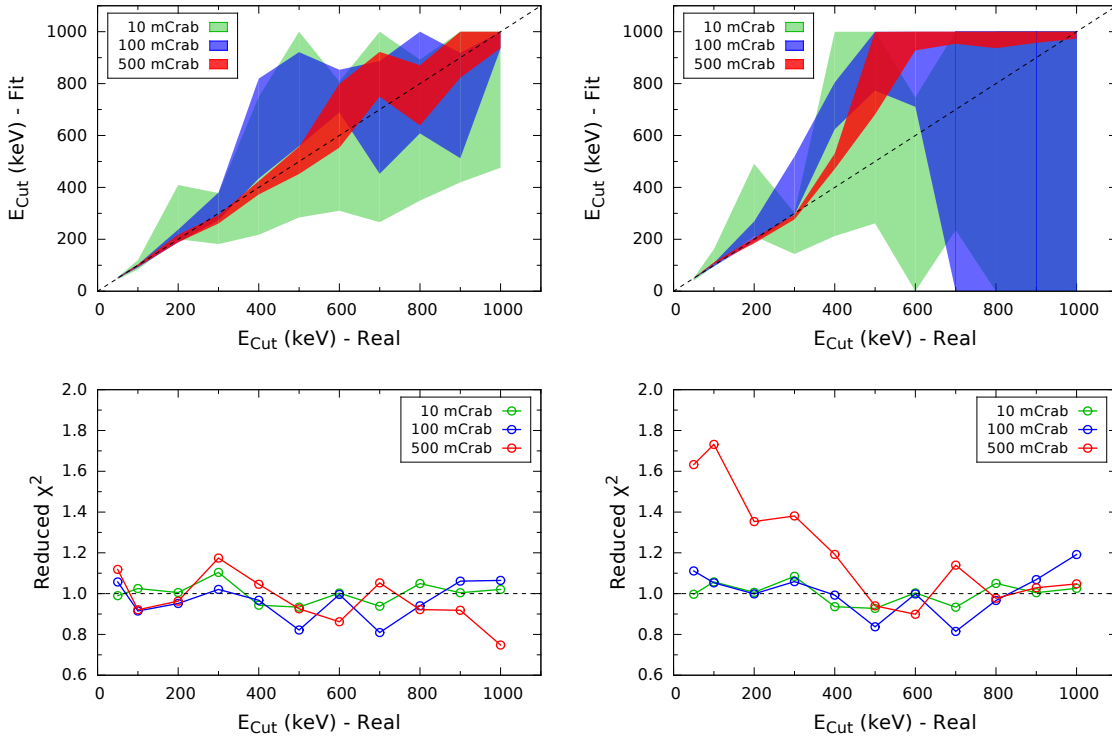 10 mCrab
100 mCrab
500 mCrab
1000
800
600
400
200
0
E_Cut (keV) - Fit
0 200 400 600 800 1000
E_Cut (keV) - Real
10 mCrab
100 mCrab
500 mCrab
1000
800
600
400
200
0
E_Cut (keV) - Fit
0 200 400 600 800 1000
E_Cut (keV) - Real
10 mCrab
100 mCrab
500 mCrab
2.0
1.8
1.6
1.4
1.2
1.0
0.8
0.6
Reduced χ²
0 200 400 600 800 1000
E_Cut (keV) - Real
10 mCrab
100 mCrab
500 mCrab
2.0
1.8
1.6
1.4
1.2
1.0
0.8
0.6
Reduced χ²
0 200 400 600 800 1000
E_Cut (keV) - Real